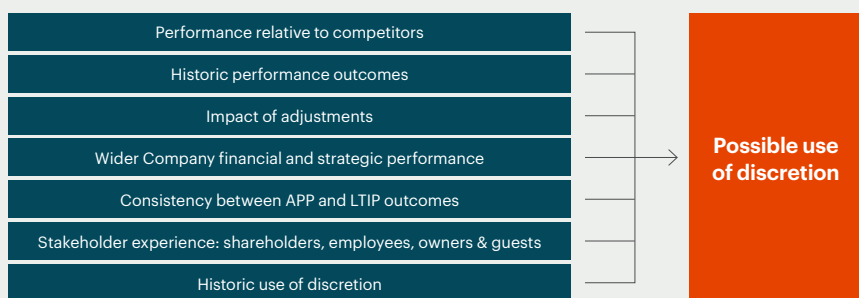 Performance relative to competitors
Historic performance outcomes
Impact of adjustments
Wider Company financial and strategic performance
Consistency between APP and LTIP outcomes
Stakeholder experience: shareholders, employees, owners & guests
Historic use of discretion
Possible use
of discretion